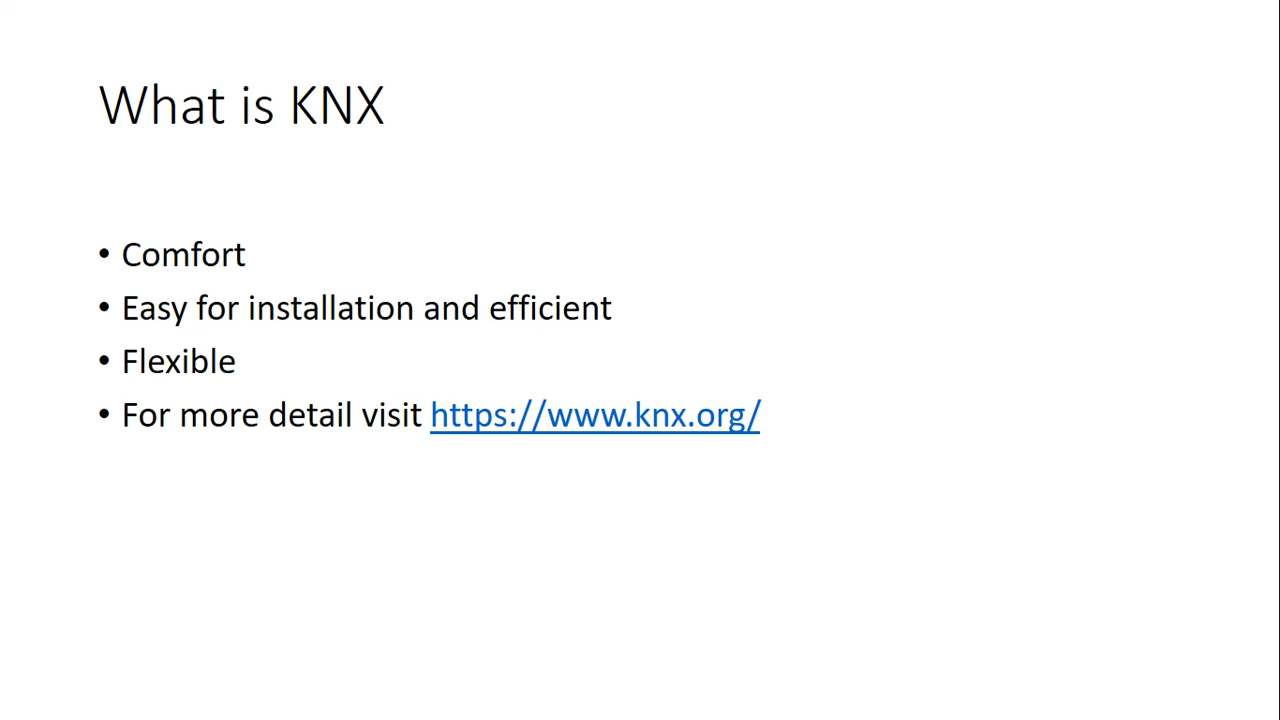 What is KNX
• Comfort
• Easy for installation and efficient
• Flexible
• For more detail visit https://www.knx.org/